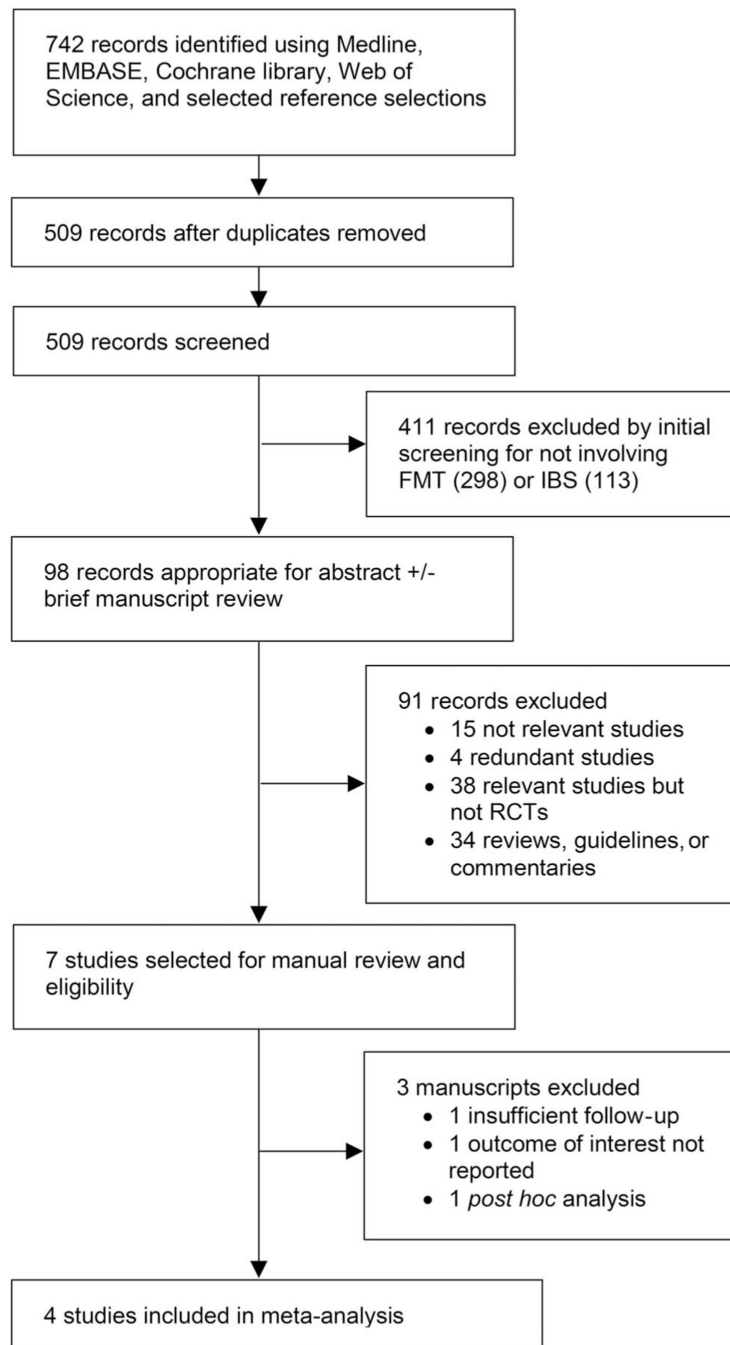 742 records identified using Medline,
EMBASE, Cochrane library, Web of
Science, and selected reference selections
509 records after duplicates removed
509 records screened
411 records excluded by initial
screening for not involving
FMT (298) or IBS (113)
98 records appropriate for abstract +/-
brief manuscript review
91 records excluded
• 15 not relevant studies
• 4 redundant studies
• 38 relevant studies but
not RCTs
• 34 reviews, guidelines, or
commentaries
7 studies selected for manual review and
eligibility
3 manuscripts excluded
• 1 insufficient follow-up
• 1 outcome of interest not
reported
• 1 post hoc analysis
4 studies included in meta-analysis